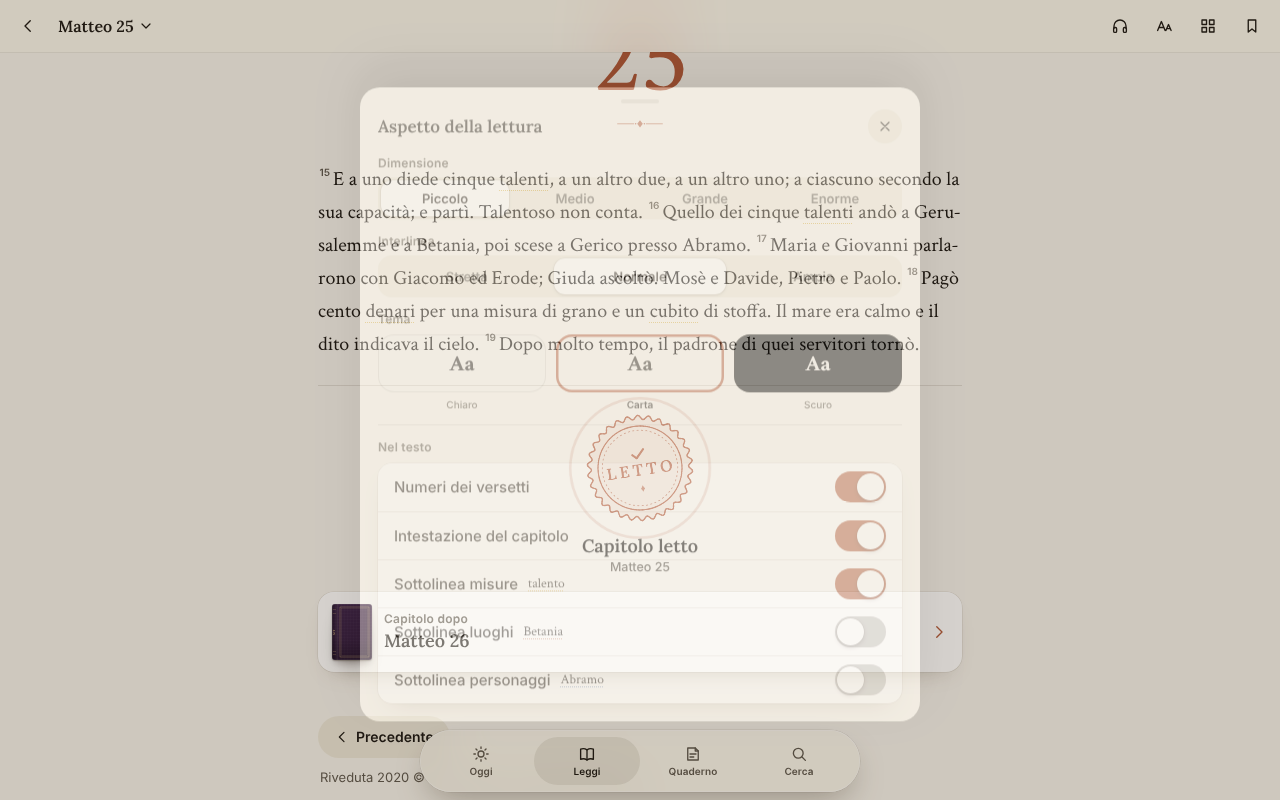 Matteo 25
25
Aspetto della lettura
Dimensione
Piccolo Medio Grande Enorme
Interlinea
Stretto Normale Ampio
Tema
Aa Aa Aa
Chiaro Carta Scuro
Nel testo
Numeri dei versetti
Intestazione del capitolo
Sottolinea misure talento
Sottolinea luoghi Betania
Sottolinea personaggi Abramo
15 E a uno diede cinque talenti, a un altro due, a un altro uno; a ciascuno secondo la
sua capacità; e partì. Talentoso non conta. 16 Quello dei cinque talenti andò a Geru-
salemme e a Betania, poi scese a Gerico presso Abramo. 17 Maria e Giovanni parla-
rono con Giacomo ed Erode; Giuda ascoltò. Mosè e Davide, Pietro e Paolo. 18 Pagò
cento denari per una misura di grano e un cubito di stoffa. Il mare era calmo e il
dito indicava il cielo. 19 Dopo molto tempo, il padrone di quei servitori tornò.
LETTO
Capitolo letto
Matteo 25
Capitolo dopo
Matteo 26
Precedente
Riveduta 2020 ©
Oggi Leggi Quaderno Cerca